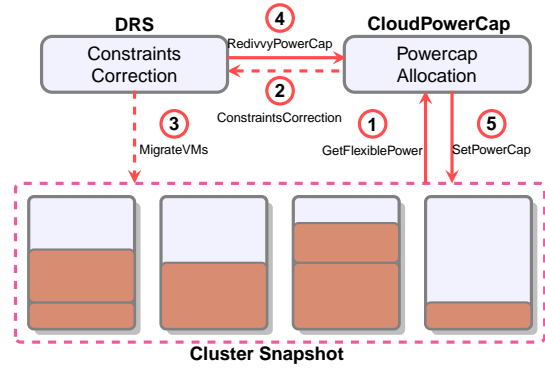 DRS
CloudPowerCap
Constraints
Correction
4
RedivvyPowerCap
Powercap
Allocation
2
ConstraintsCorrection
3
MigrateVMs
1
GetFlexiblePower
5
SetPowerCap
Cluster Snapshot